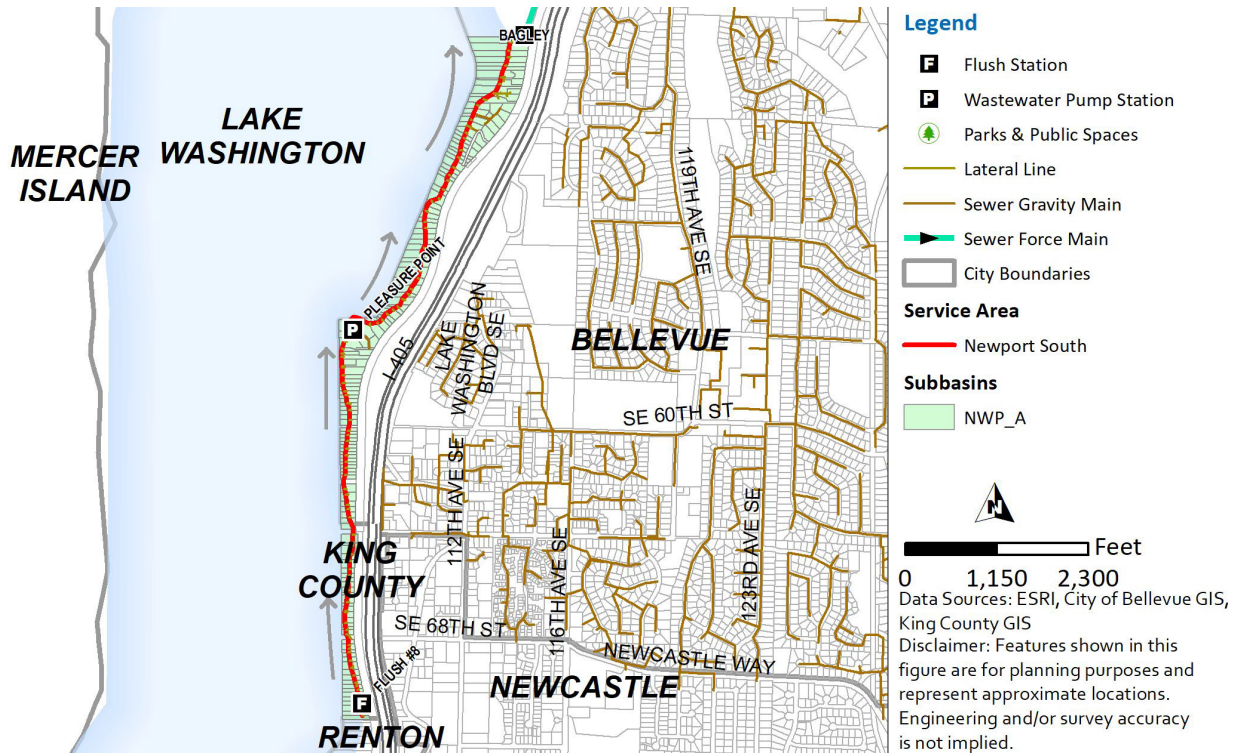 BAGLEY
LAKE
WASHINGTON
MERCER
ISLAND
119TH AVE SE
PLEASURE POINT
P
I-405
LAKE
WASHINGTON
BLVD SE
BELLEVUE
SE 60TH ST
112TH AVE SE
KING
COUNTY
116TH AVE SE
123RD AVE SE
SE 68TH ST
NEWCASTLE WAY
FLUSH #8
NEWCASTLE
F
RENTON
Legend
F Flush Station
P Wastewater Pump Station
Parks & Public Spaces
Lateral Line
Sewer Gravity Main
Sewer Force Main
City Boundaries
Service Area
Newport South
Subbasins
NWP_A
N
Feet
0 1,150 2,300
Data Sources: ESRI, City of Bellevue GIS,
King County GIS
Disclaimer: Features shown in this
figure are for planning purposes and
represent approximate locations.
Engineering and/or survey accuracy
is not implied.